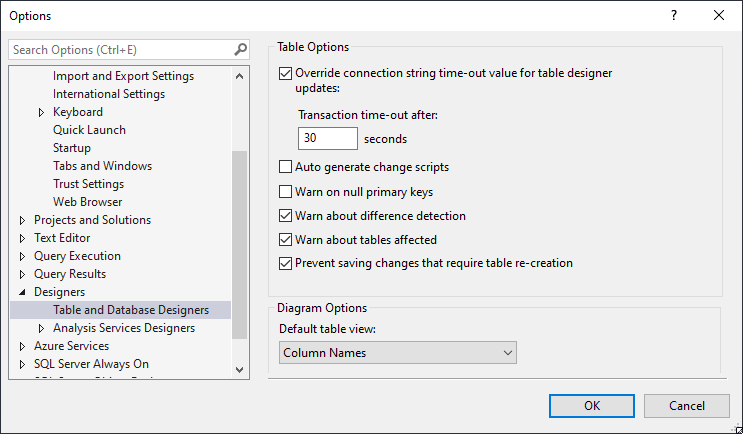 Options
?
Search Options (Ctrl+E)
Import and Export Settings
International Settings
Keyboard
Quick Launch
Startup
Tabs and Windows
Trust Settings
Web Browser
Projects and Solutions
Text Editor
Query Execution
Query Results
Designers
Table and Database Designers
Analysis Services Designers
Azure Services
SQL Server Always On
Table Options
Override connection string time-out value for table designer
updates:
Transaction time-out after:
30 seconds
Auto generate change scripts
Warn on null primary keys
Warn about difference detection
Warn about tables affected
Prevent saving changes that require table re-creation
Diagram Options
Default table view:
Column Names
OK
Cancel